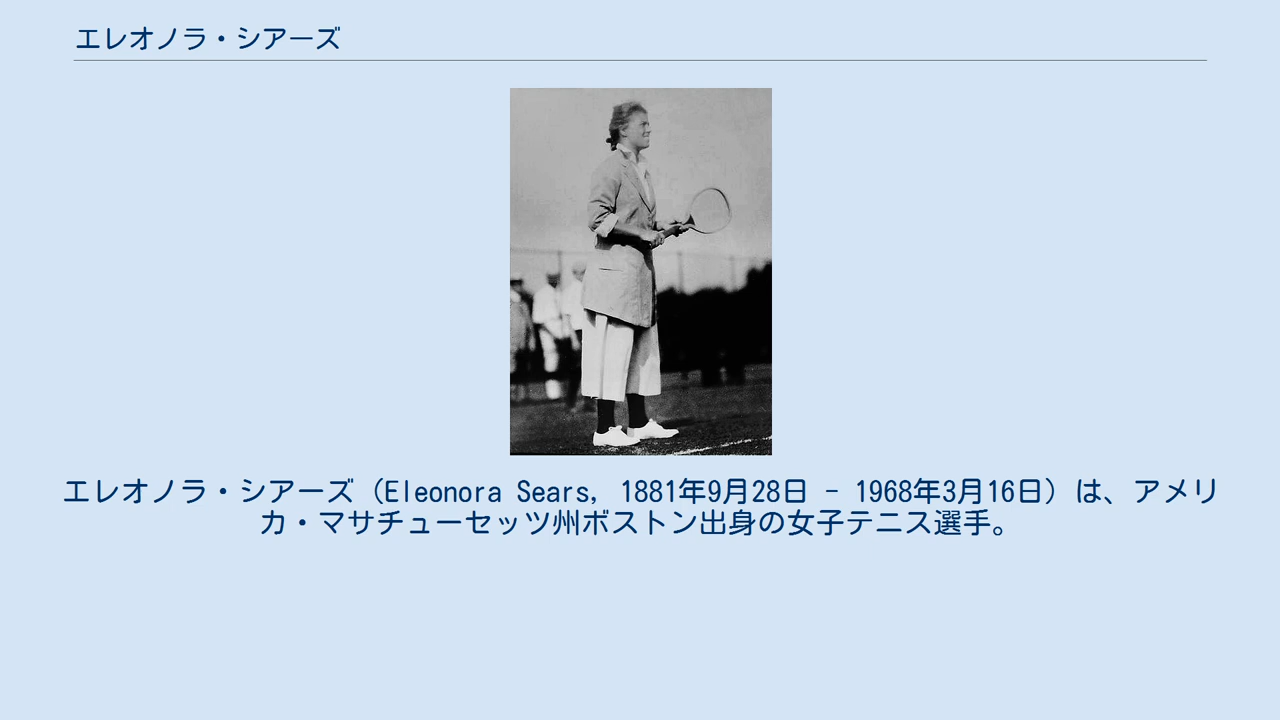 エレオノラ・シアーズ
エレオノラ・シアーズ（Eleonora Sears, 1881年9月28日 - 1968年3月16日）は、アメリ
カ・マサチューセッツ州ボストン出身の女子テニス選手。